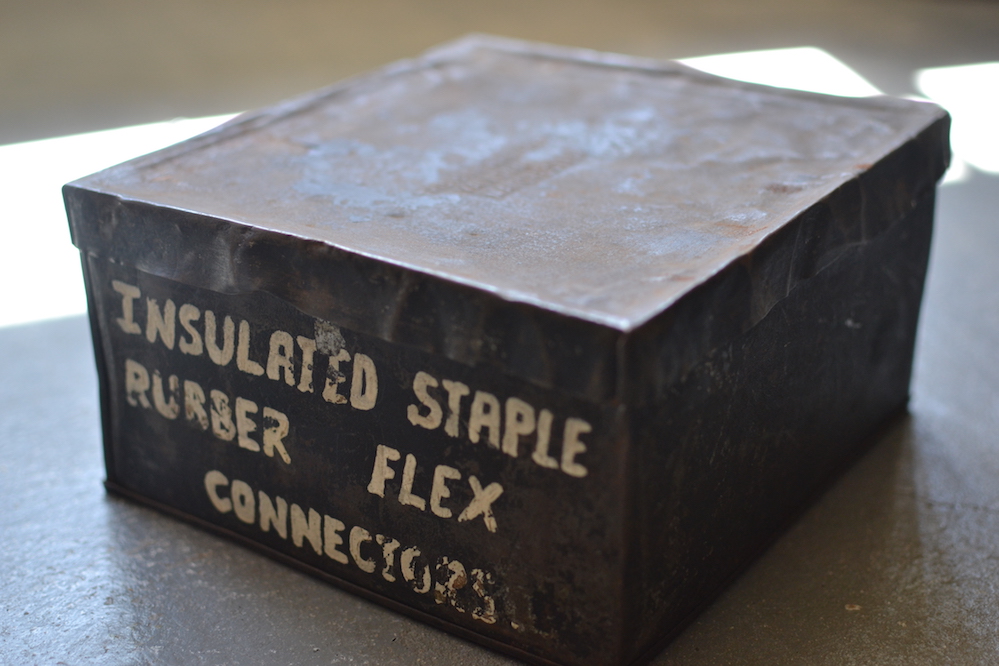 INSULATED STAPLE
RUBBER FLEX
CONNECTORS